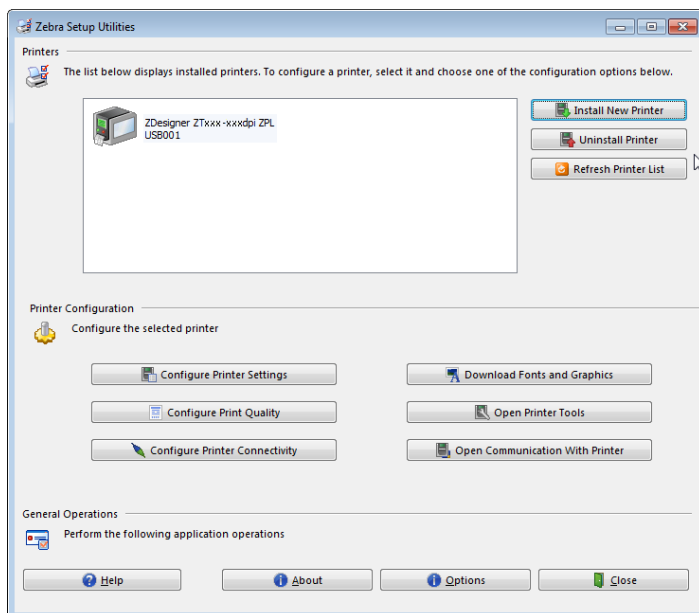 Zebra Setup Utilities
Printers
The list below displays installed printers. To configure a printer, select it and choose one of the configuration options below.
ZDesigner ZTxxx-xxxdpi ZPL
USB001
Install New Printer
Uninstall Printer
Refresh Printer List
Printer Configuration
Configure the selected printer
Configure Printer Settings
Download Fonts and Graphics
Configure Print Quality
Open Printer Tools
Configure Printer Connectivity
Open Communication With Printer
General Operations
Perform the following application operations
Help
About
Options
Close